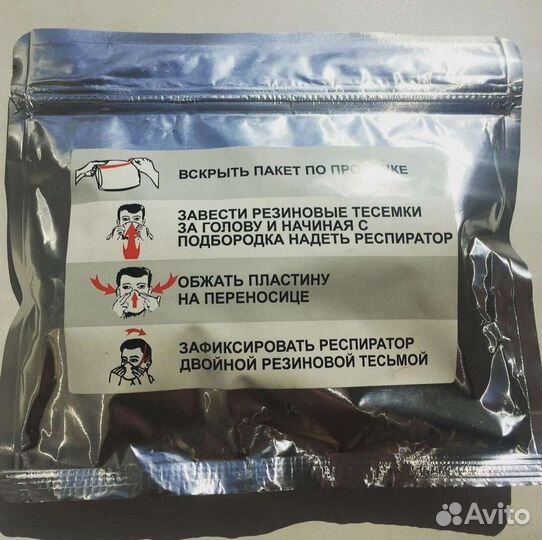 ВСКРЫТЬ ПАКЕТ ПО
ЗАВЕСТИ РЕЗИНОВЫЕ ТЕСЕМКИ
ЗА ГОЛОВУ И НАЧИНАЯ С
ПОДБОРОДКА НАДЕТЬ РЕСПИРАТОР
ОБЖАТЬ ПЛАСТИНУ
НА ПЕРЕНОСИЦЕ
ЗАФИКСИРОВАТЬ РЕСПИРАТОР
ДВОЙНОЙ РЕЗИНОВОЙ ТЕСЬМОЙ
Avito